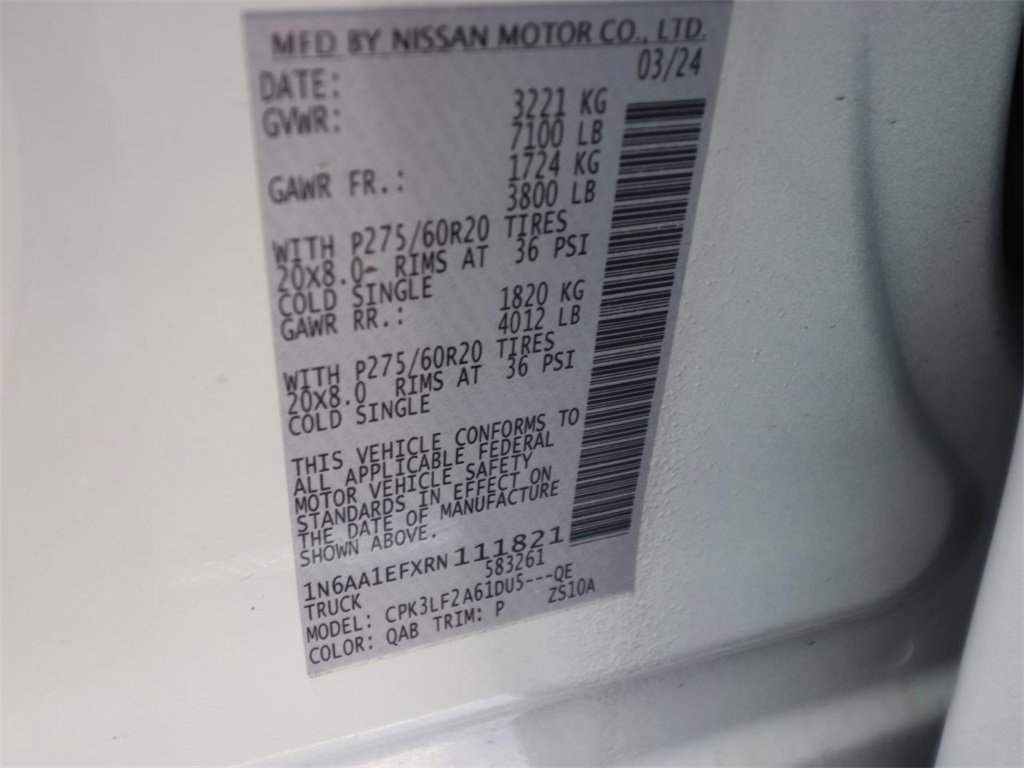 MFD BY NISSAN MOTOR CO., LTD.
DATE: 03/24
GVWR: 3221 KG
7100 LB
GAWR FR.: 1724 KG
3800 LB
WITH P275/60R20 TIRES
20X8.0 RIMS AT 36 PSI
COLD SINGLE
GAWR RR.: 1820 KG
4012 LB
WITH P275/60R20 TIRES
20X8.0 RIMS AT 36 PSI
COLD SINGLE
THIS VEHICLE CONFORMS TO
ALL APPLICABLE FEDERAL
MOTOR VEHICLE SAFETY
STANDARDS IN EFFECT ON
THE DATE OF MANUFACTURE
SHOWN ABOVE.
1N6AA1EFXRN111821
TRUCK 583261
MODEL: CPK3LF2A61DU5---QE
COLOR: QAB TRIM: P ZS10A